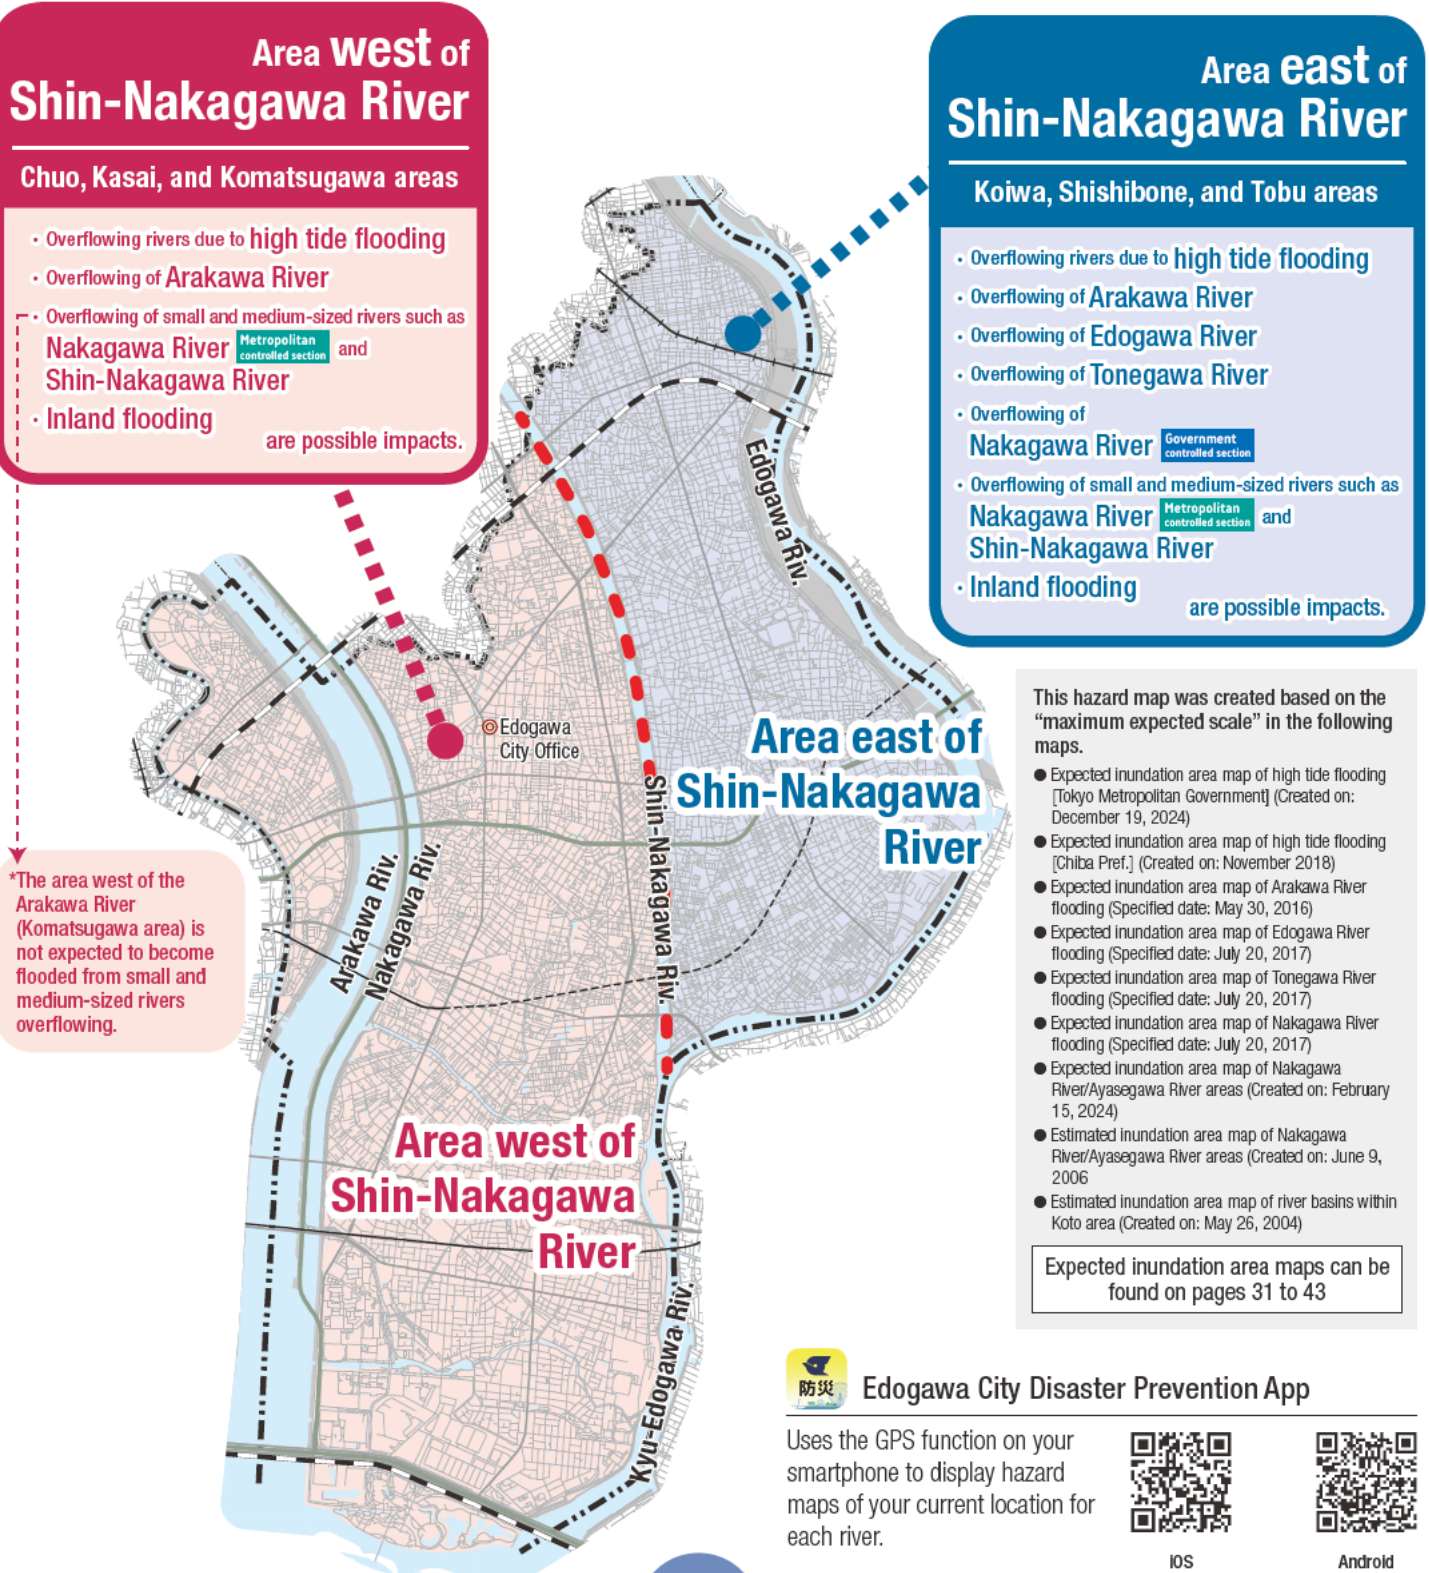 Area west of
Shin-Nakagawa River
Chuo, Kasai, and Komatsugawa areas
・Overflowing rivers due to high tide flooding
・Overflowing of Arakawa River
・Overflowing of small and medium-sized rivers such as
Nakagawa River Metropolitan controlled section and
Shin-Nakagawa River
・Inland flooding
are possible impacts.
*The area west of the
Arakawa River
(Komatsugawa area) is
not expected to become
flooded from small and
medium-sized rivers
overflowing.
Area east of
Shin-Nakagawa River
Koiwa, Shishibone, and Tobu areas
・Overflowing rivers due to high tide flooding
・Overflowing of Arakawa River
・Overflowing of Edogawa River
・Overflowing of Tonegawa River
・Overflowing of
Nakagawa River Government controlled section
・Overflowing of small and medium-sized rivers such as
Nakagawa River Metropolitan controlled section and
Shin-Nakagawa River
・Inland flooding
are possible impacts.
Edogawa Riv.
Edogawa
City Office
Area east of
Shin-Nakagawa
River
Shin-Nakagawa Riv.
Arakawa Riv.
Nakagawa Riv.
Area west of
Shin-Nakagawa
River
Kyu-Edogawa Riv.
This hazard map was created based on the
“maximum expected scale” in the following
maps.
● Expected inundation area map of high tide flooding
[Tokyo Metropolitan Government] (Created on:
December 19, 2024)
● Expected inundation area map of high tide flooding
[Chiba Pref.] (Created on: November 2018)
● Expected inundation area map of Arakawa River
flooding (Specified date: May 30, 2016)
● Expected inundation area map of Edogawa River
flooding (Specified date: July 20, 2017)
● Expected inundation area map of Tonegawa River
flooding (Specified date: July 20, 2017)
● Expected inundation area map of Nakagawa River
flooding (Specified date: July 20, 2017)
● Expected inundation area map of Nakagawa
River/Ayasegawa River areas (Created on: February
15, 2024)
● Estimated inundation area map of Nakagawa
River/Ayasegawa River areas (Created on: June 9,
2006
● Estimated inundation area map of river basins within
Koto area (Created on: May 26, 2004)
Expected inundation area maps can be
found on pages 31 to 43
防災
Edogawa City Disaster Prevention App
Uses the GPS function on your
smartphone to display hazard
maps of your current location for
each river.
iOS
Android